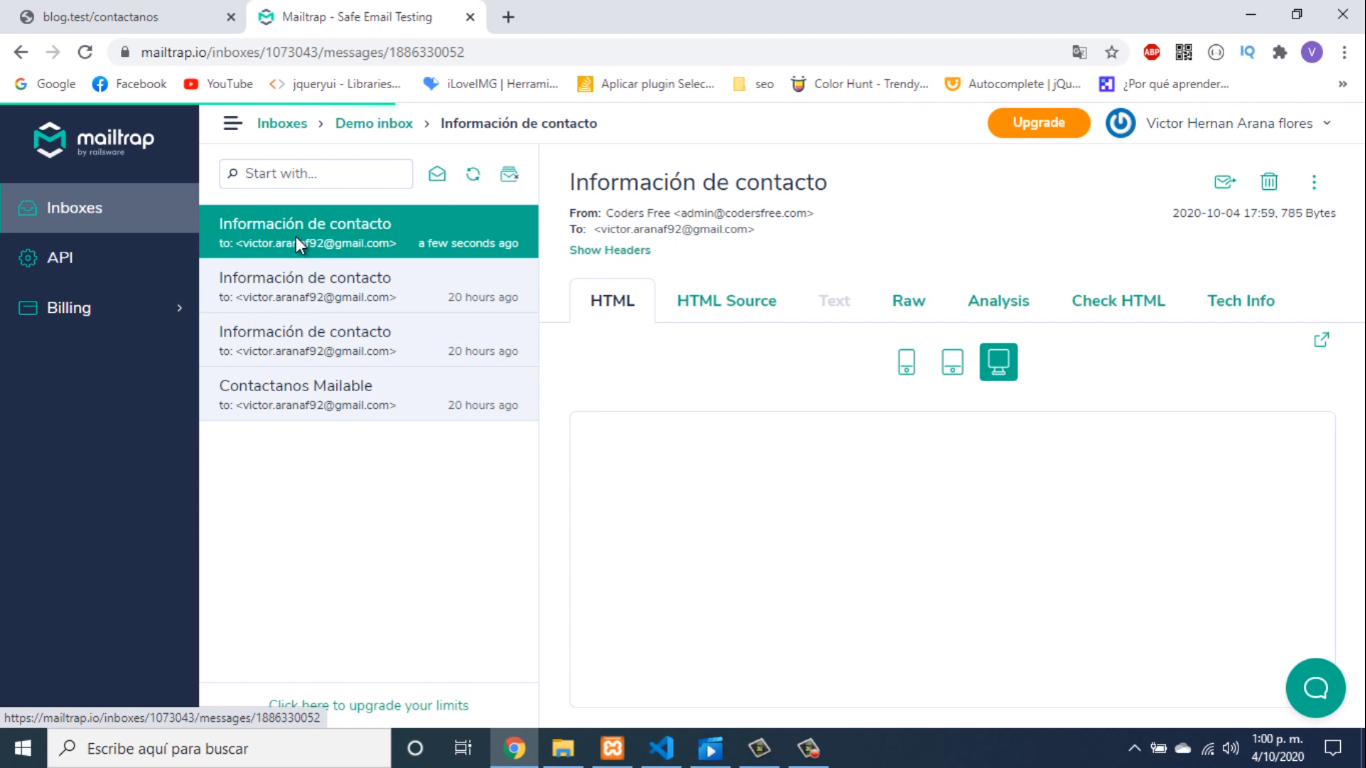 blog.test/contactanos
Mailtrap - Safe Email Testing
mailtrap.io/inboxes/1073043/messages/1886330052
ABP
IQ
V
Google
Facebook
YouTube
jqueryui - Libraries...
iLoveIMG | Herrami...
Aplicar plugin Selec...
seo
Color Hunt - Trendy...
Autocomplete | jQu...
¿Por qué aprender...
»
mailtrap
by railsware
Inboxes
API
Billing
Inboxes › Demo inbox › Información de contacto
Upgrade
Victor Hernan Arana flores
Start with...
Información de contacto
to: <victor.aranaf92@gmail.com> a few seconds ago
Información de contacto
to: <victor.aranaf92@gmail.com> 20 hours ago
Información de contacto
to: <victor.aranaf92@gmail.com> 20 hours ago
Contactanos Mailable
to: <victor.aranaf92@gmail.com> 20 hours ago
Click here to upgrade your limits
Información de contacto
From: Coders Free <admin@codersfree.com>
2020-10-04 17:59, 785 Bytes
To: <victor.aranaf92@gmail.com>
Show Headers
HTML
HTML Source
Text
Raw
Analysis
Check HTML
Tech Info
https://mailtrap.io/inboxes/1073043/messages/1886330052
Escribe aquí para buscar
1:00 p. m.
4/10/2020